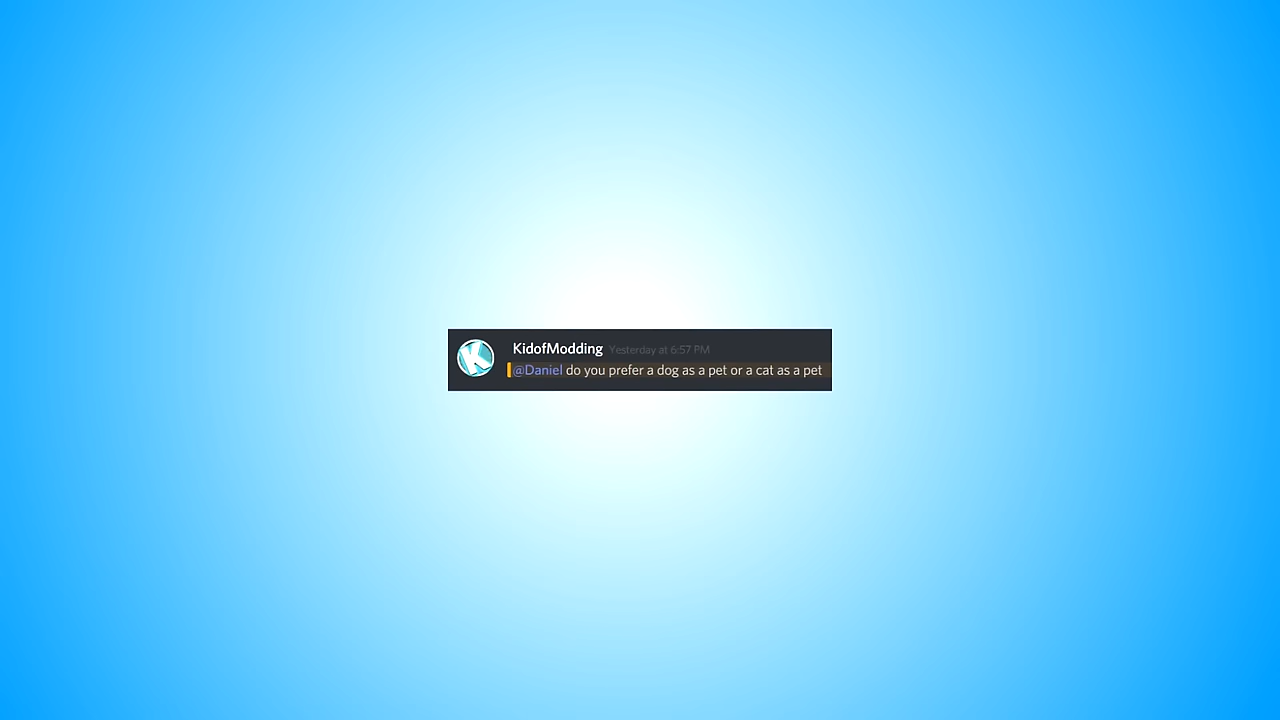 KidofModding Yesterday at 6:57 PM
@Daniel do you prefer a dog as a pet or a cat as a pet